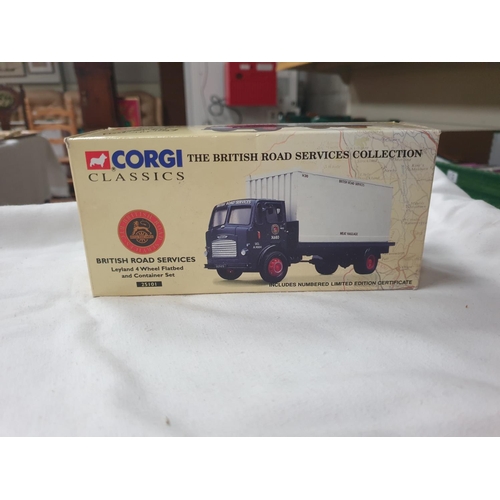 CORGI
CLASSICS
THE BRITISH ROAD SERVICES COLLECTION
BRITISH ROAD SERVICES
Leyland 4 Wheel Flatbed
and Container Set
INCLUDES NUMBERED LIMITED EDITION CERTIFICATE